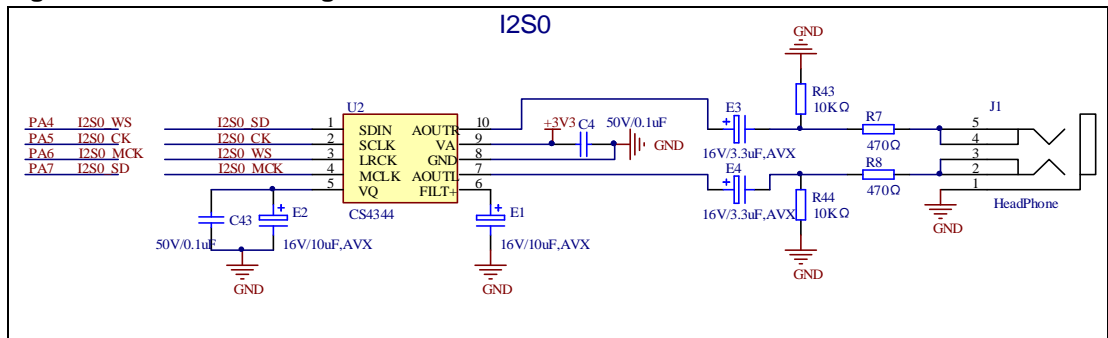 I2S0
GND
R43
10KΩ
U2
E3
R7
J1
PA4 I2S0_WS I2S0_SD 1 SDIN AOUTR 10
+3V3 C4 50V/0.1uF
5
PA5 I2S0_CK I2S0_CK 2 SCLK VA 9
GND
4
PA6 I2S0_MCK I2S0_WS 3 LRCK GND 8
16V/3.3uF,AVX
470Ω
R8
3
PA7 I2S0_SD I2S0_MCK 4 MCLK AOUTL 7
E4
2
5 VQ FILT+ 6
16V/3.3uF,AVX
R44
10KΩ
470Ω
1
CS4344
HeadPhone
C43 E2 E1
GND
50V/0.1uF 16V/10uF,AVX 16V/10uF,AVX
GND GND GND